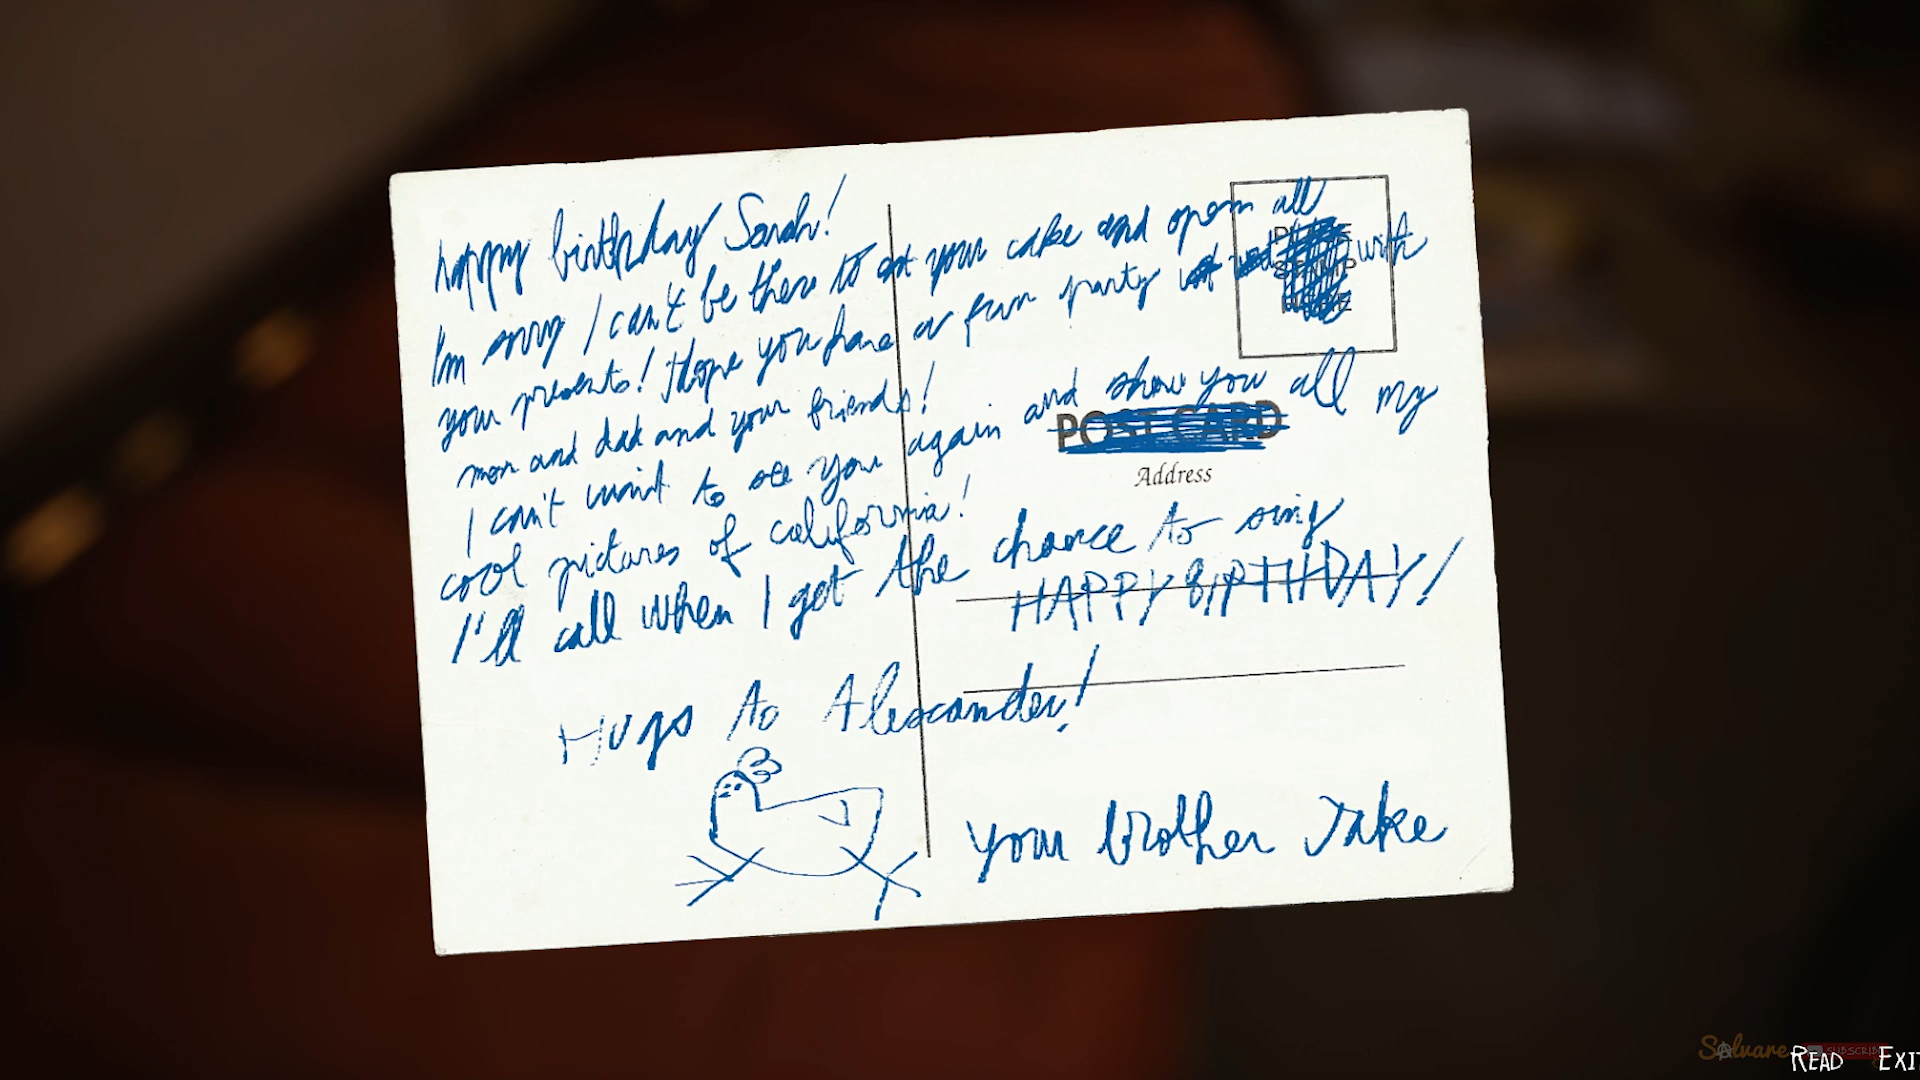 happy birthday Sarah!
I'm sorry I can't be there to eat your cake and open all
your presents! I hope you have a fun party with
mom and dad and your friends!
I can't wait to see you again and show you all my
POST CARD
Address
cool pictures of california!
I'll call when I get the chance to sing
HAPPY BIRTHDAY!
Hugs to Alexander!
your brother Jake
Salvare
SUBSCRIBE
READ EXIT